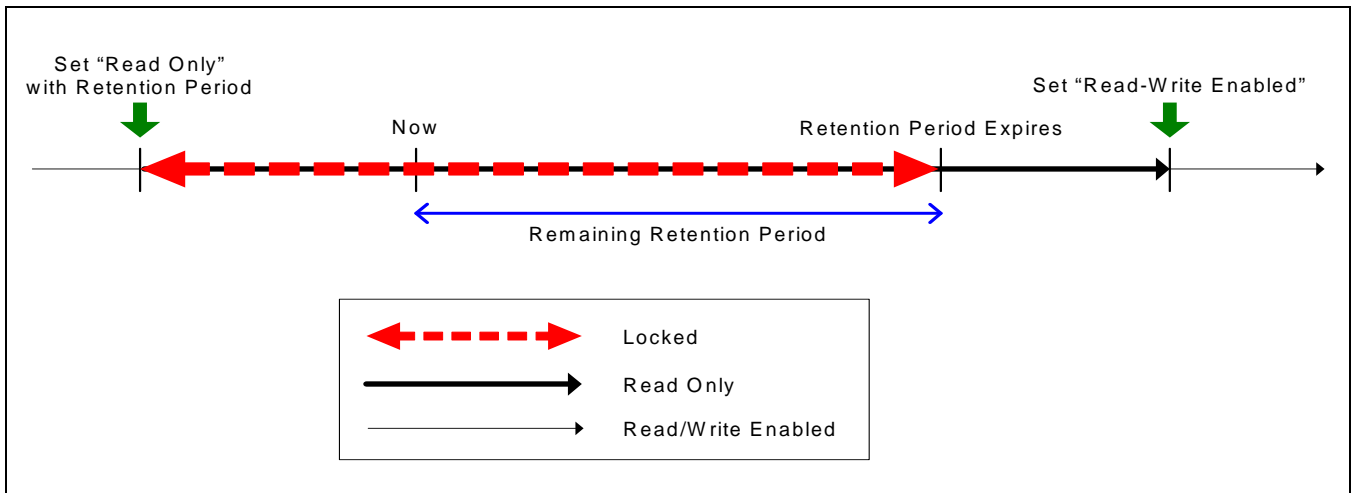 Set “Read Only”
with Retention Period
Set “Read-Write Enabled”
Now
Retention Period Expires
Remaining Retention Period
Locked
Read Only
Read/Write Enabled